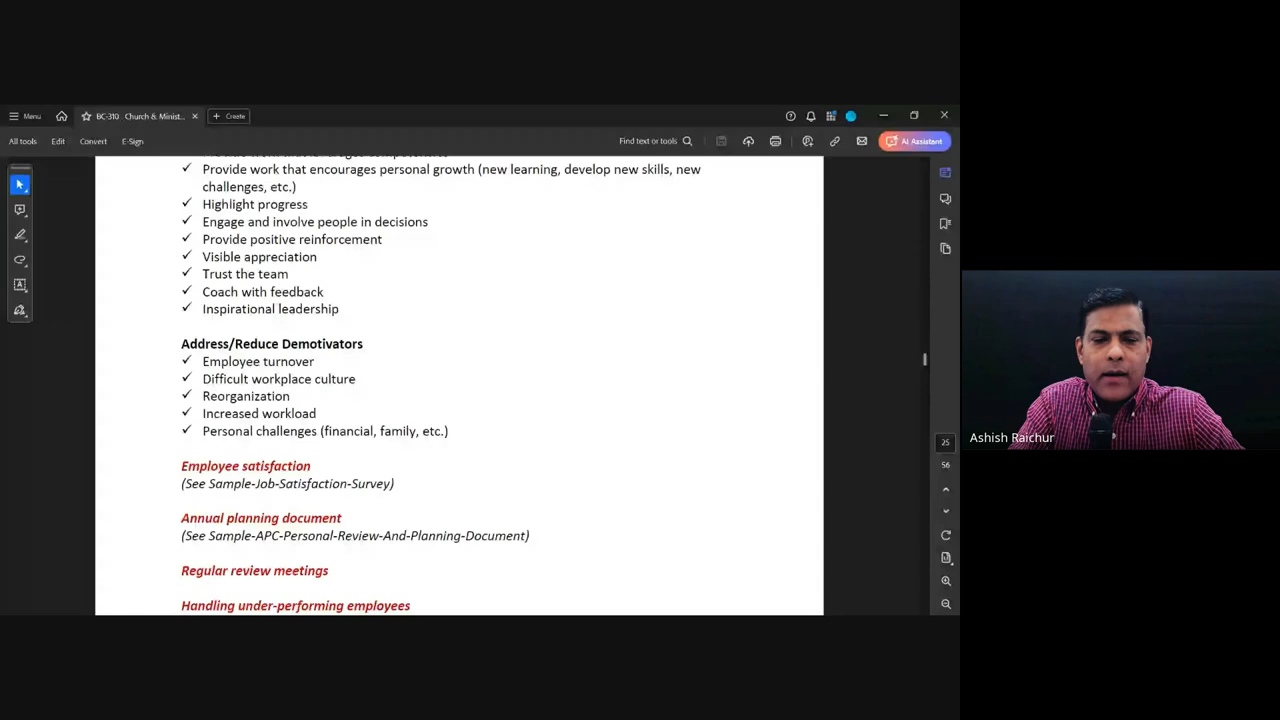 Menu
BC-310 Church & Minist...
Create
All tools Edit Convert E-Sign
Find text or tools
AI Assistant
✓ Provide work that encourages personal growth (new learning, develop new skills, new
challenges, etc.)
✓ Highlight progress
✓ Engage and involve people in decisions
✓ Provide positive reinforcement
✓ Visible appreciation
✓ Trust the team
✓ Coach with feedback
✓ Inspirational leadership
Address/Reduce Demotivators
✓ Employee turnover
✓ Difficult workplace culture
✓ Reorganization
✓ Increased workload
✓ Personal challenges (financial, family, etc.)
Employee satisfaction
(See Sample-Job-Satisfaction-Survey)
Annual planning document
(See Sample-APC-Personal-Review-And-Planning-Document)
Regular review meetings
Handling under-performing employees
25
56
Ashish Raichur